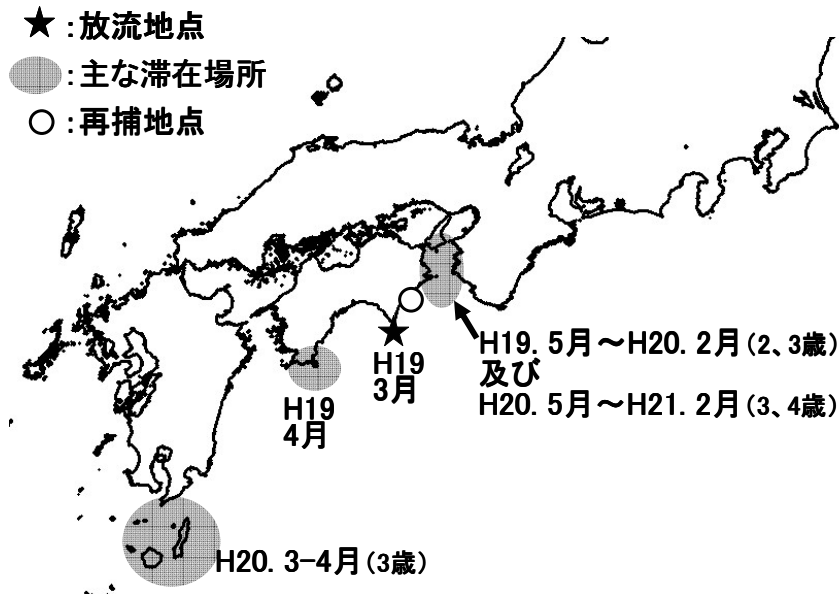 ★：放流地点
：主な滞在場所
○：再捕地点
H19. 5月～H20. 2月(2、3歳)
及び
H20. 5月～H21. 2月(3、4歳)
H19
3月
H19
4月
H20. 3-4月(3歳)